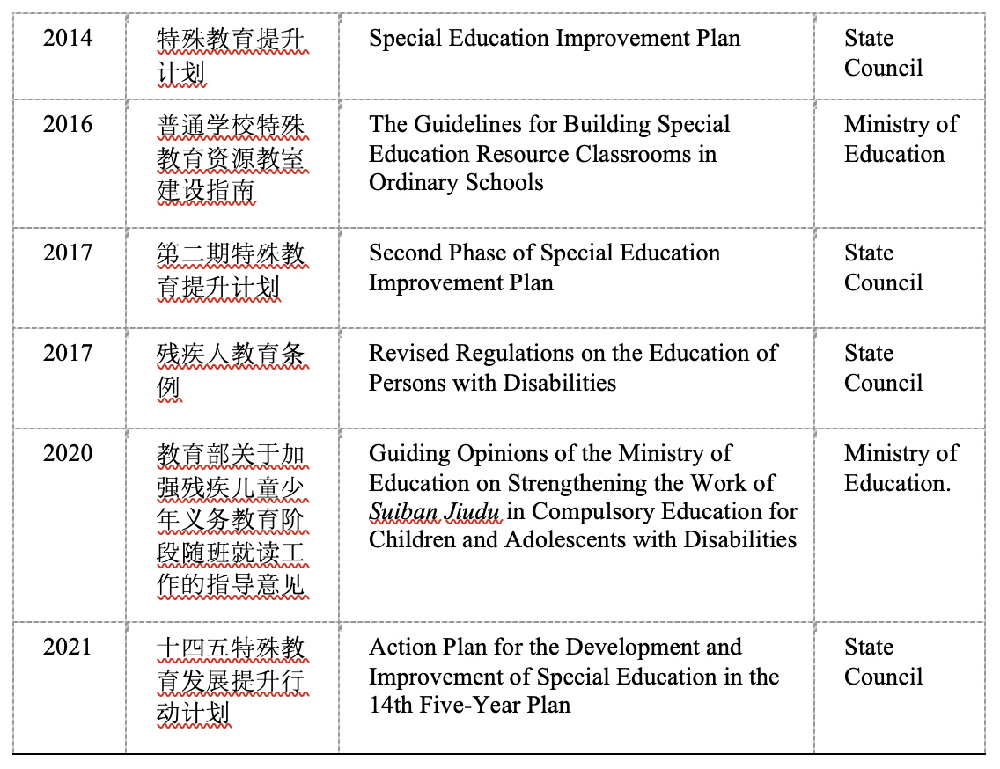 2014
特殊教育提升
计划
Special Education Improvement Plan
State
Council
2016
普通学校特殊
教育资源教室
建设指南
The Guidelines for Building Special
Education Resource Classrooms in
Ordinary Schools
Ministry of
Education
2017
第二期特殊教
育提升计划
Second Phase of Special Education
Improvement Plan
State
Council
2017
残疾人教育条
例
Revised Regulations on the Education of
Persons with Disabilities
State
Council
2020
教育部关于加
强残疾儿童少
年义务教育阶
段随班就读工
作的指导意见
Guiding Opinions of the Ministry of
Education on Strengthening the Work of
Suiban Jiudu in Compulsory Education for
Children and Adolescents with Disabilities
Ministry of
Education.
2021
十四五特殊教
育发展提升行
动计划
Action Plan for the Development and
Improvement of Special Education in the
14th Five-Year Plan
State
Council